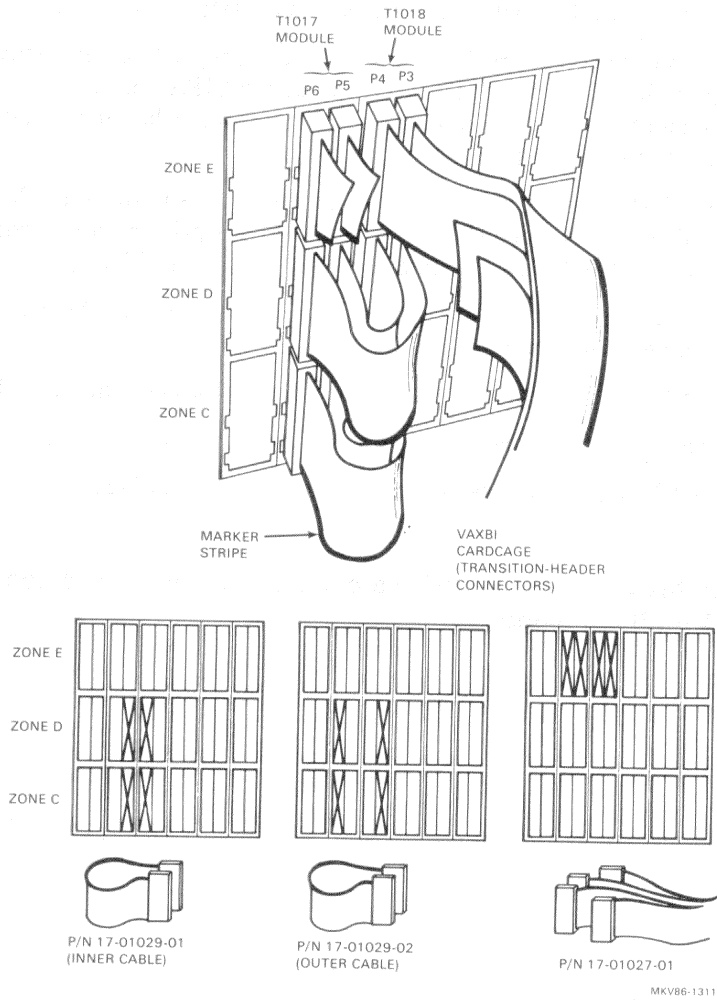 T1017
MODULE
T1018
MODULE
P6 P5 P4 P3
ZONE E
ZONE D
ZONE C
MARKER
STRIPE
VAXBI
CARDCAGE
(TRANSITION-HEADER
CONNECTORS)
ZONE E
ZONE D
ZONE C
P/N 17-01029-01
(INNER CABLE)
P/N 17-01029-02
(OUTER CABLE)
P/N 17-01027-01
MKV86-1311